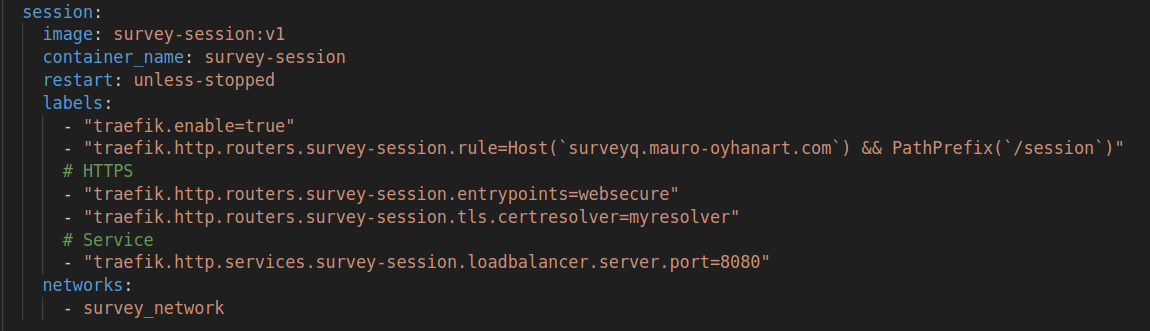 session:
image: survey-session:v1
container_name: survey-session
restart: unless-stopped
labels:
- "traefik.enable=true"
- "traefik.http.routers.survey-session.rule=Host(`surveyq.mauro-oyhanart.com`) && PathPrefix(`/session`)"
# HTTPS
- "traefik.http.routers.survey-session.entrypoints=websecure"
- "traefik.http.routers.survey-session.tls.certresolver=myresolver"
# Service
- "traefik.http.services.survey-session.loadbalancer.server.port=8080"
networks:
- survey_network